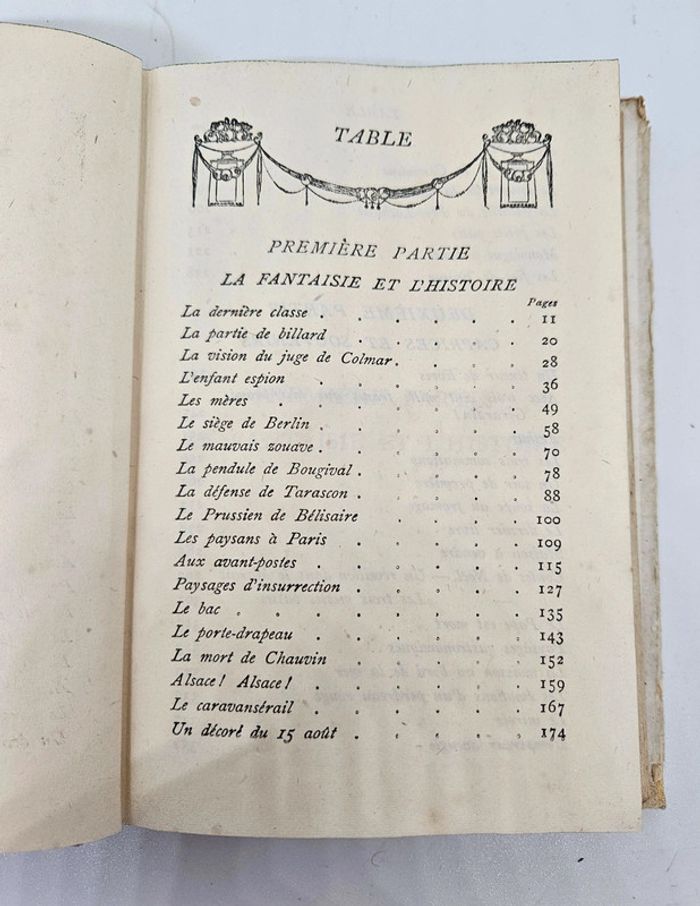 TABLE
PREMIÈRE PARTIE
LA FANTAISIE ET L'HISTOIRE
Pages
La dernière classe . . . . . . 11
La partie de billard . . . . . 20
La vision du juge de Colmar . . . . 28
L'enfant espion . . . . . 36
Les mères . . . . . 49
Le siège de Berlin . . . . . . 58
Le mauvais zouave . . . . . . 70
La pendule de Bougival . . . . . 78
La défense de Tarascon . . . . . 88
Le Prussien de Bélisaire . . . . 100
Les paysans à Paris . . . . . 109
Aux avant-postes . . . . . 115
Paysages d'insurrection . . . . . 127
Le bac . . . . . . . 135
Le porte-drapeau . . . . . 143
La mort de Chauvin . . . . . 152
Alsace! Alsace! . . . . . 159
Le caravansérail . . . . . 167
Un décoré du 15 août . . . . . 174